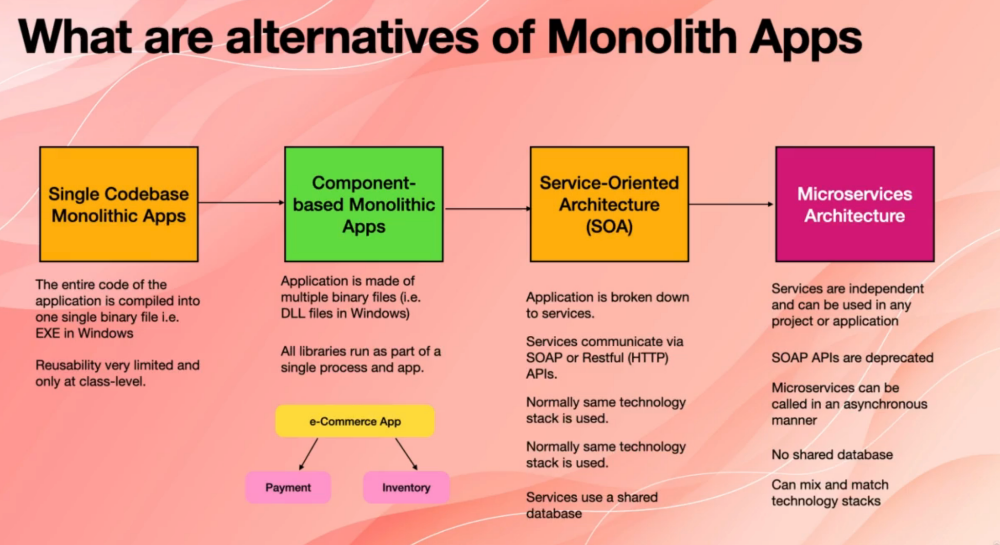 What are alternatives of Monolith Apps
Single Codebase
Monolithic Apps
The entire code of the
application is compiled into
one single binary file i.e.
EXE in Windows
Reusability very limited and
only at class-level.
Component-
based Monolithic
Apps
Application is made of
multiple binary files (i.e.
DLL files in Windows)
All libraries run as part of a
single process and app.
e-Commerce App
Payment
Inventory
Service-Oriented
Architecture
(SOA)
Application is broken down
to services.
Services communicate via
SOAP or Restful (HTTP)
APIs.
Normally same technology
stack is used.
Normally same technology
stack is used.
Services use a shared
database
Microservices
Architecture
Services are independent
and can be used in any
project or application
SOAP APIs are deprecated
Microservices can be
called in an asynchronous
manner
No shared database
Can mix and match
technology stacks